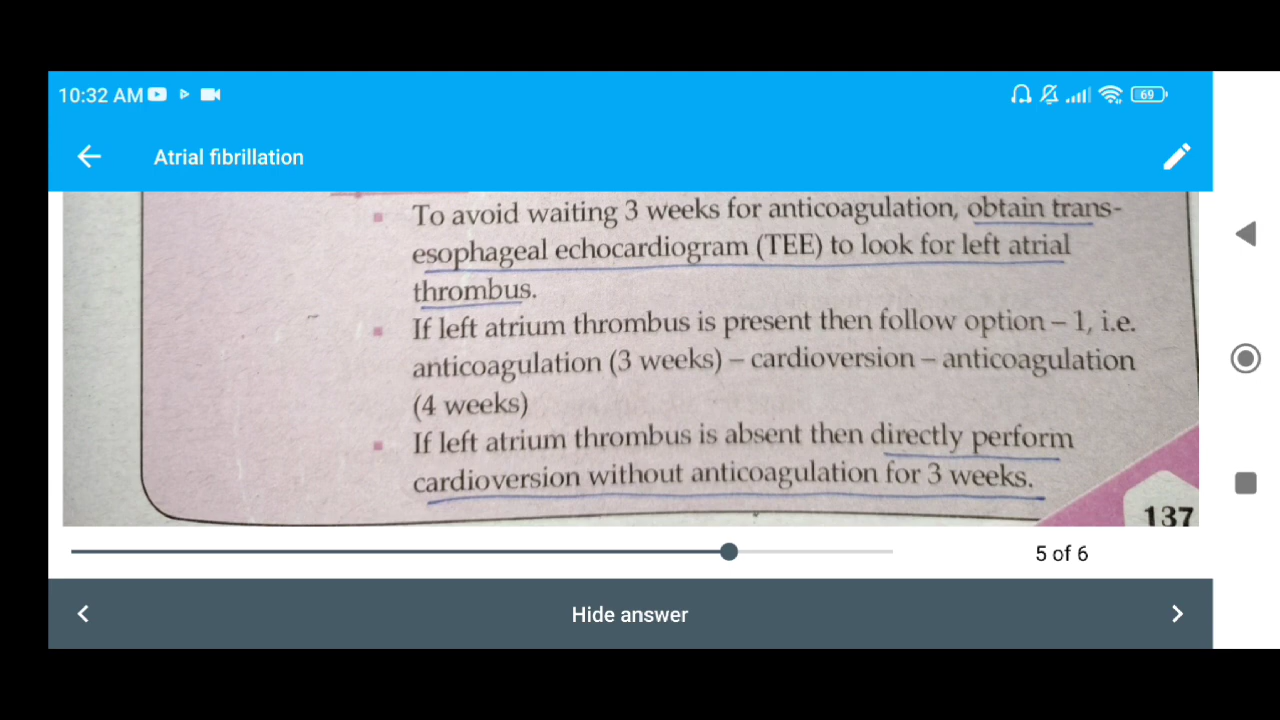 10:32 AM
69
Atrial fibrillation
To avoid waiting 3 weeks for anticoagulation, obtain trans-
esophageal echocardiogram (TEE) to look for left atrial
thrombus.
If left atrium thrombus is present then follow option – 1, i.e.
anticoagulation (3 weeks) – cardioversion – anticoagulation
(4 weeks)
If left atrium thrombus is absent then directly perform
cardioversion without anticoagulation for 3 weeks.
137
5 of 6
Hide answer